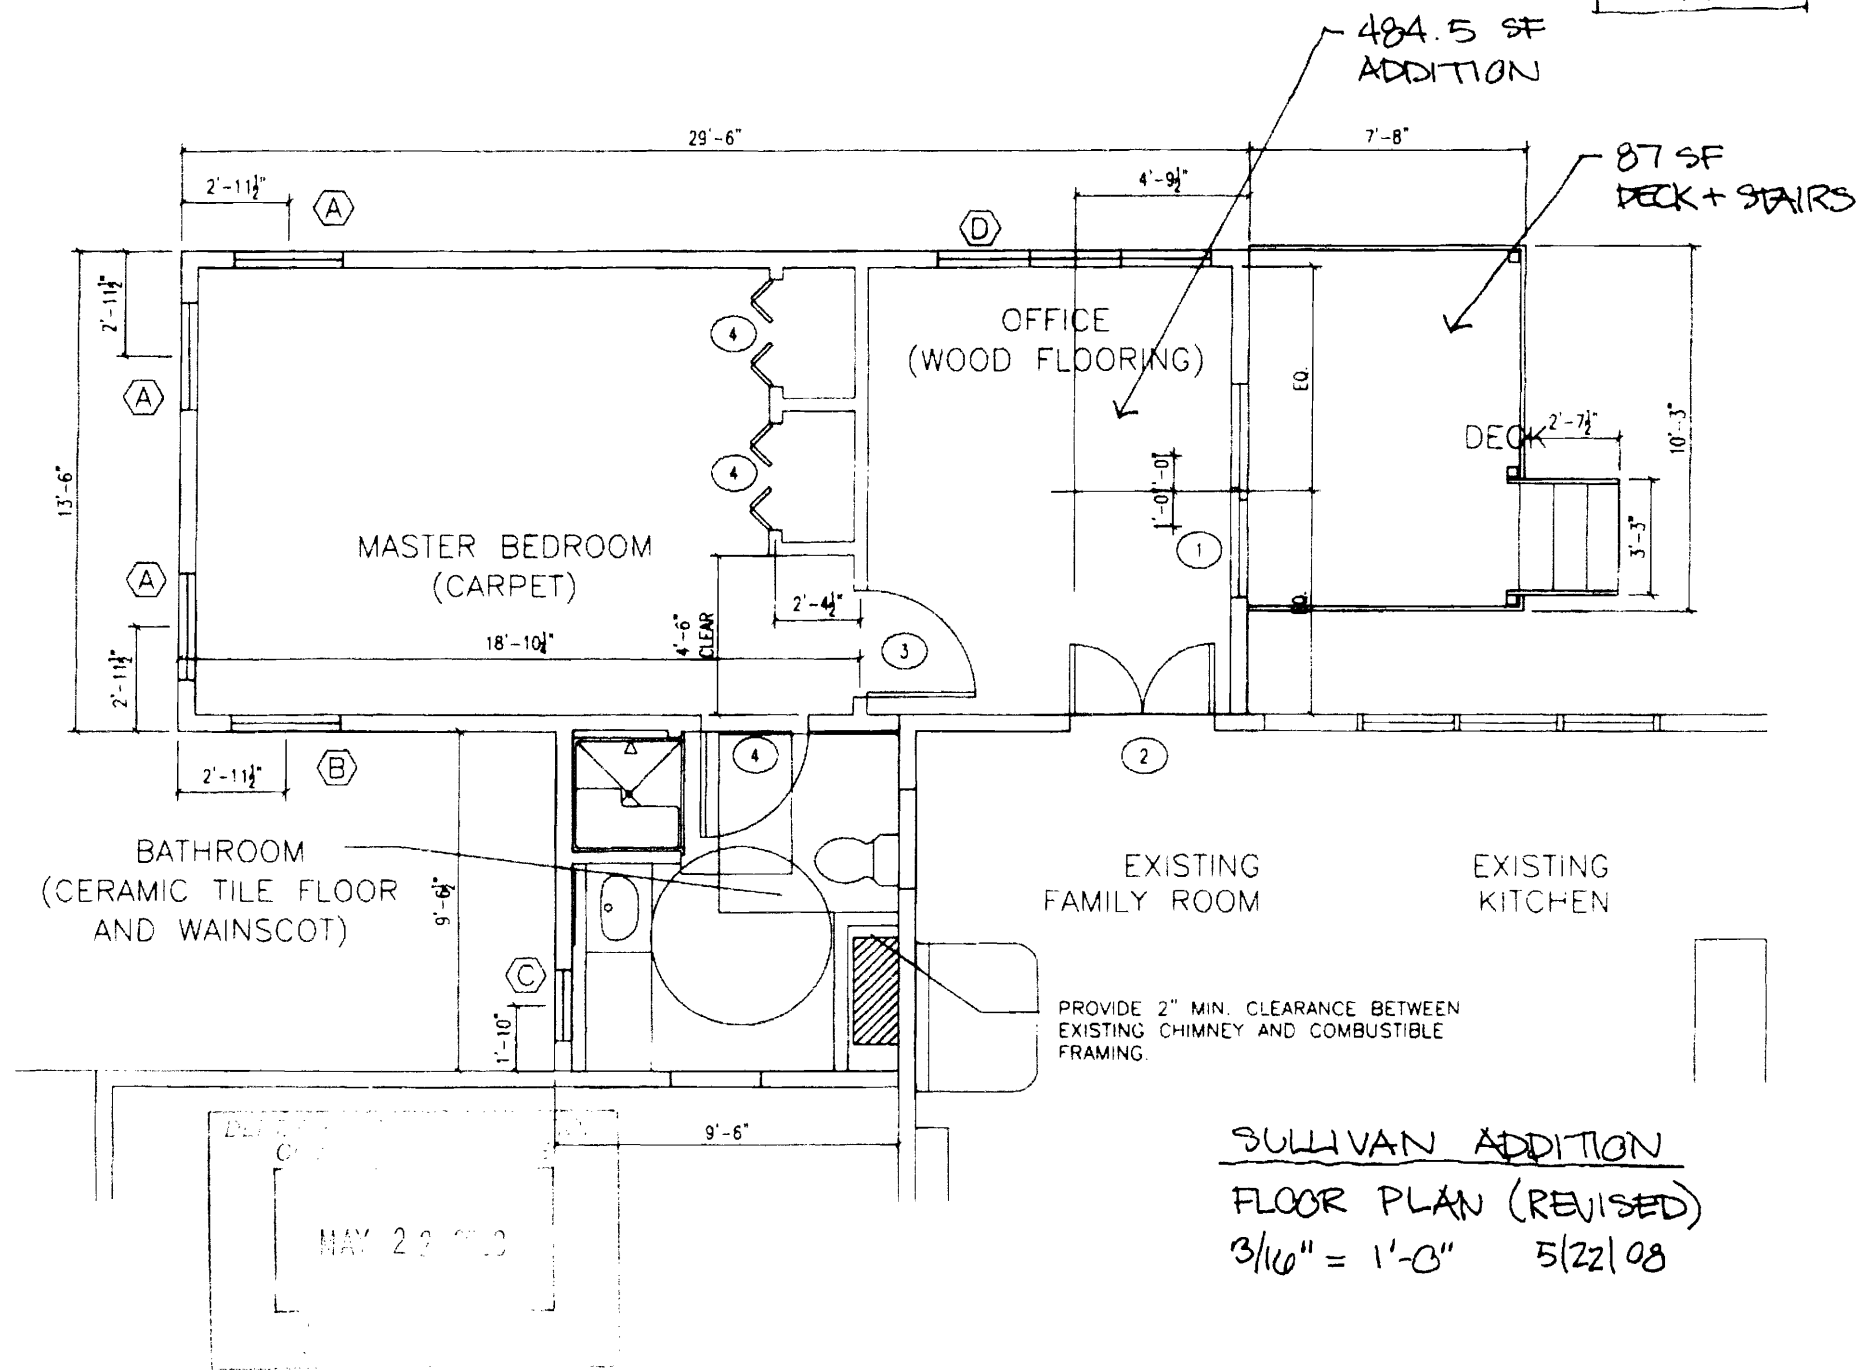 484.5 SF
ADDITION
29'-6"
7'-8"
87 SF
DECK + STAIRS
2'-11½"
A
4'-9½"
D
2'-11½"
OFFICE
(WOOD FLOORING)
4
EQ.
A
DECK
2'-7½"
10'-3"
4
13'-6"
1'-0"
1'-0"
MASTER BEDROOM
(CARPET)
1
3'-3"
A
2'-4½"
EQ.
4'-6"
CLEAR
18'-10½"
3
2'-11½"
B
2'-11½"
4
2
BATHROOM
(CERAMIC TILE FLOOR
AND WAINSCOT)
9'-6½"
EXISTING
FAMILY ROOM
EXISTING
KITCHEN
C
1'-10"
PROVIDE 2" MIN. CLEARANCE BETWEEN
EXISTING CHIMNEY AND COMBUSTIBLE
FRAMING.
9'-6"
SULLIVAN ADDITION
FLOOR PLAN (REVISED)
3/16" = 1'-0" 5/22/08
MAY